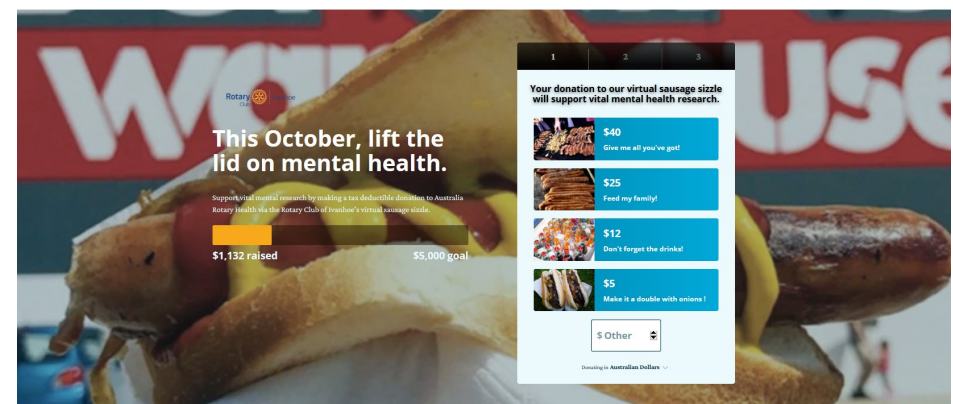 Rotary
Club
This October, lift the
lid on mental health.
Support vital mental research by making a tax deductible donation to Australia
Rotary Health via the Rotary Club of Ivanhoe's virtual sausage sizzle.
$1,132 raised
$5,000 goal
1
2
3
Your donation to our virtual sausage sizzle
will support vital mental health research.
$40
Give me all you've got!
$25
Feed my family!
$12
Don't forget the drinks!
$5
Make it a double with onions !
$ Other
Donating in Australian Dollars